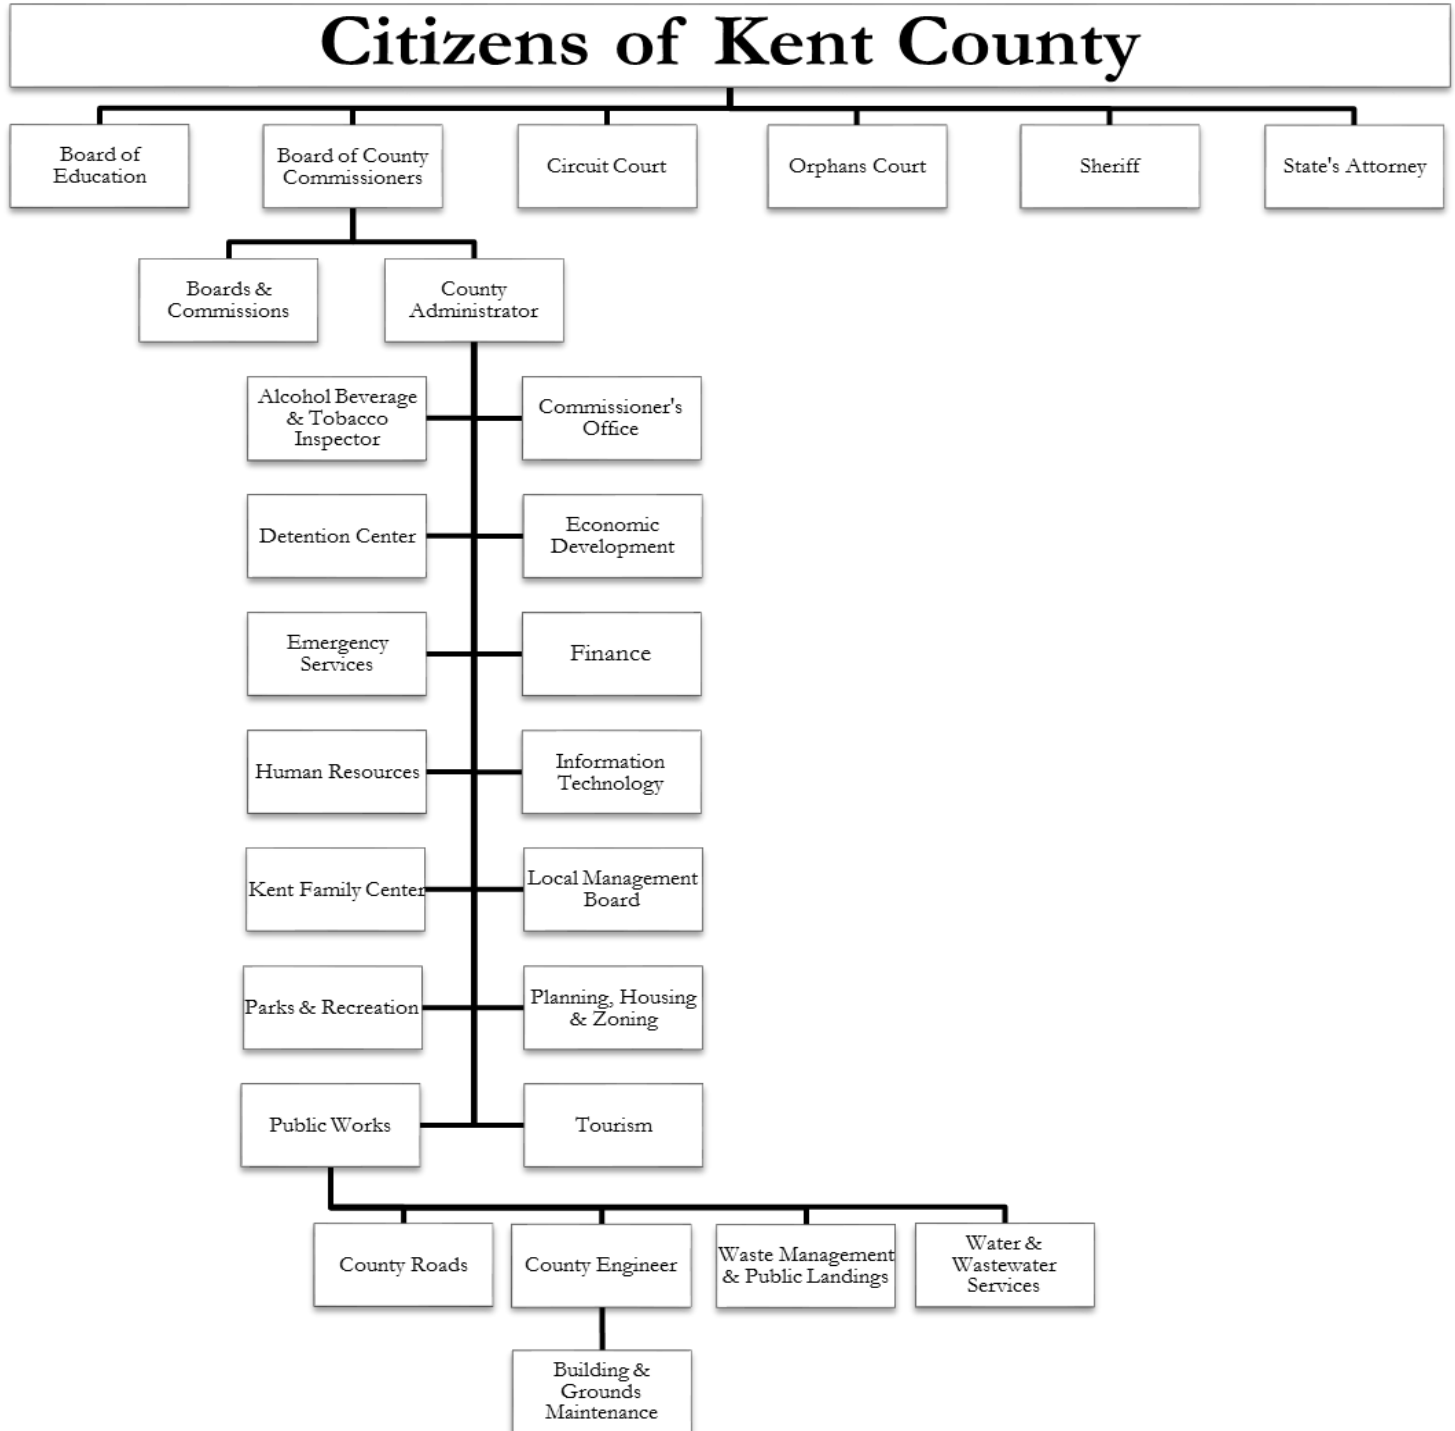 Citizens of Kent County
Board of
Education
Board of County
Commissioners
Circuit Court
Orphans Court
Sheriff
State's Attorney
Boards &
Commissions
County
Administrator
Alcohol Beverage
& Tobacco
Inspector
Commissioner's
Office
Detention Center
Economic
Development
Emergency
Services
Finance
Human Resources
Information
Technology
Kent Family Center
Local Management
Board
Parks & Recreation
Planning, Housing
& Zoning
Public Works
Tourism
County Roads
County Engineer
Waste Management
& Public Landings
Water &
Wastewater
Services
Building &
Grounds
Maintenance